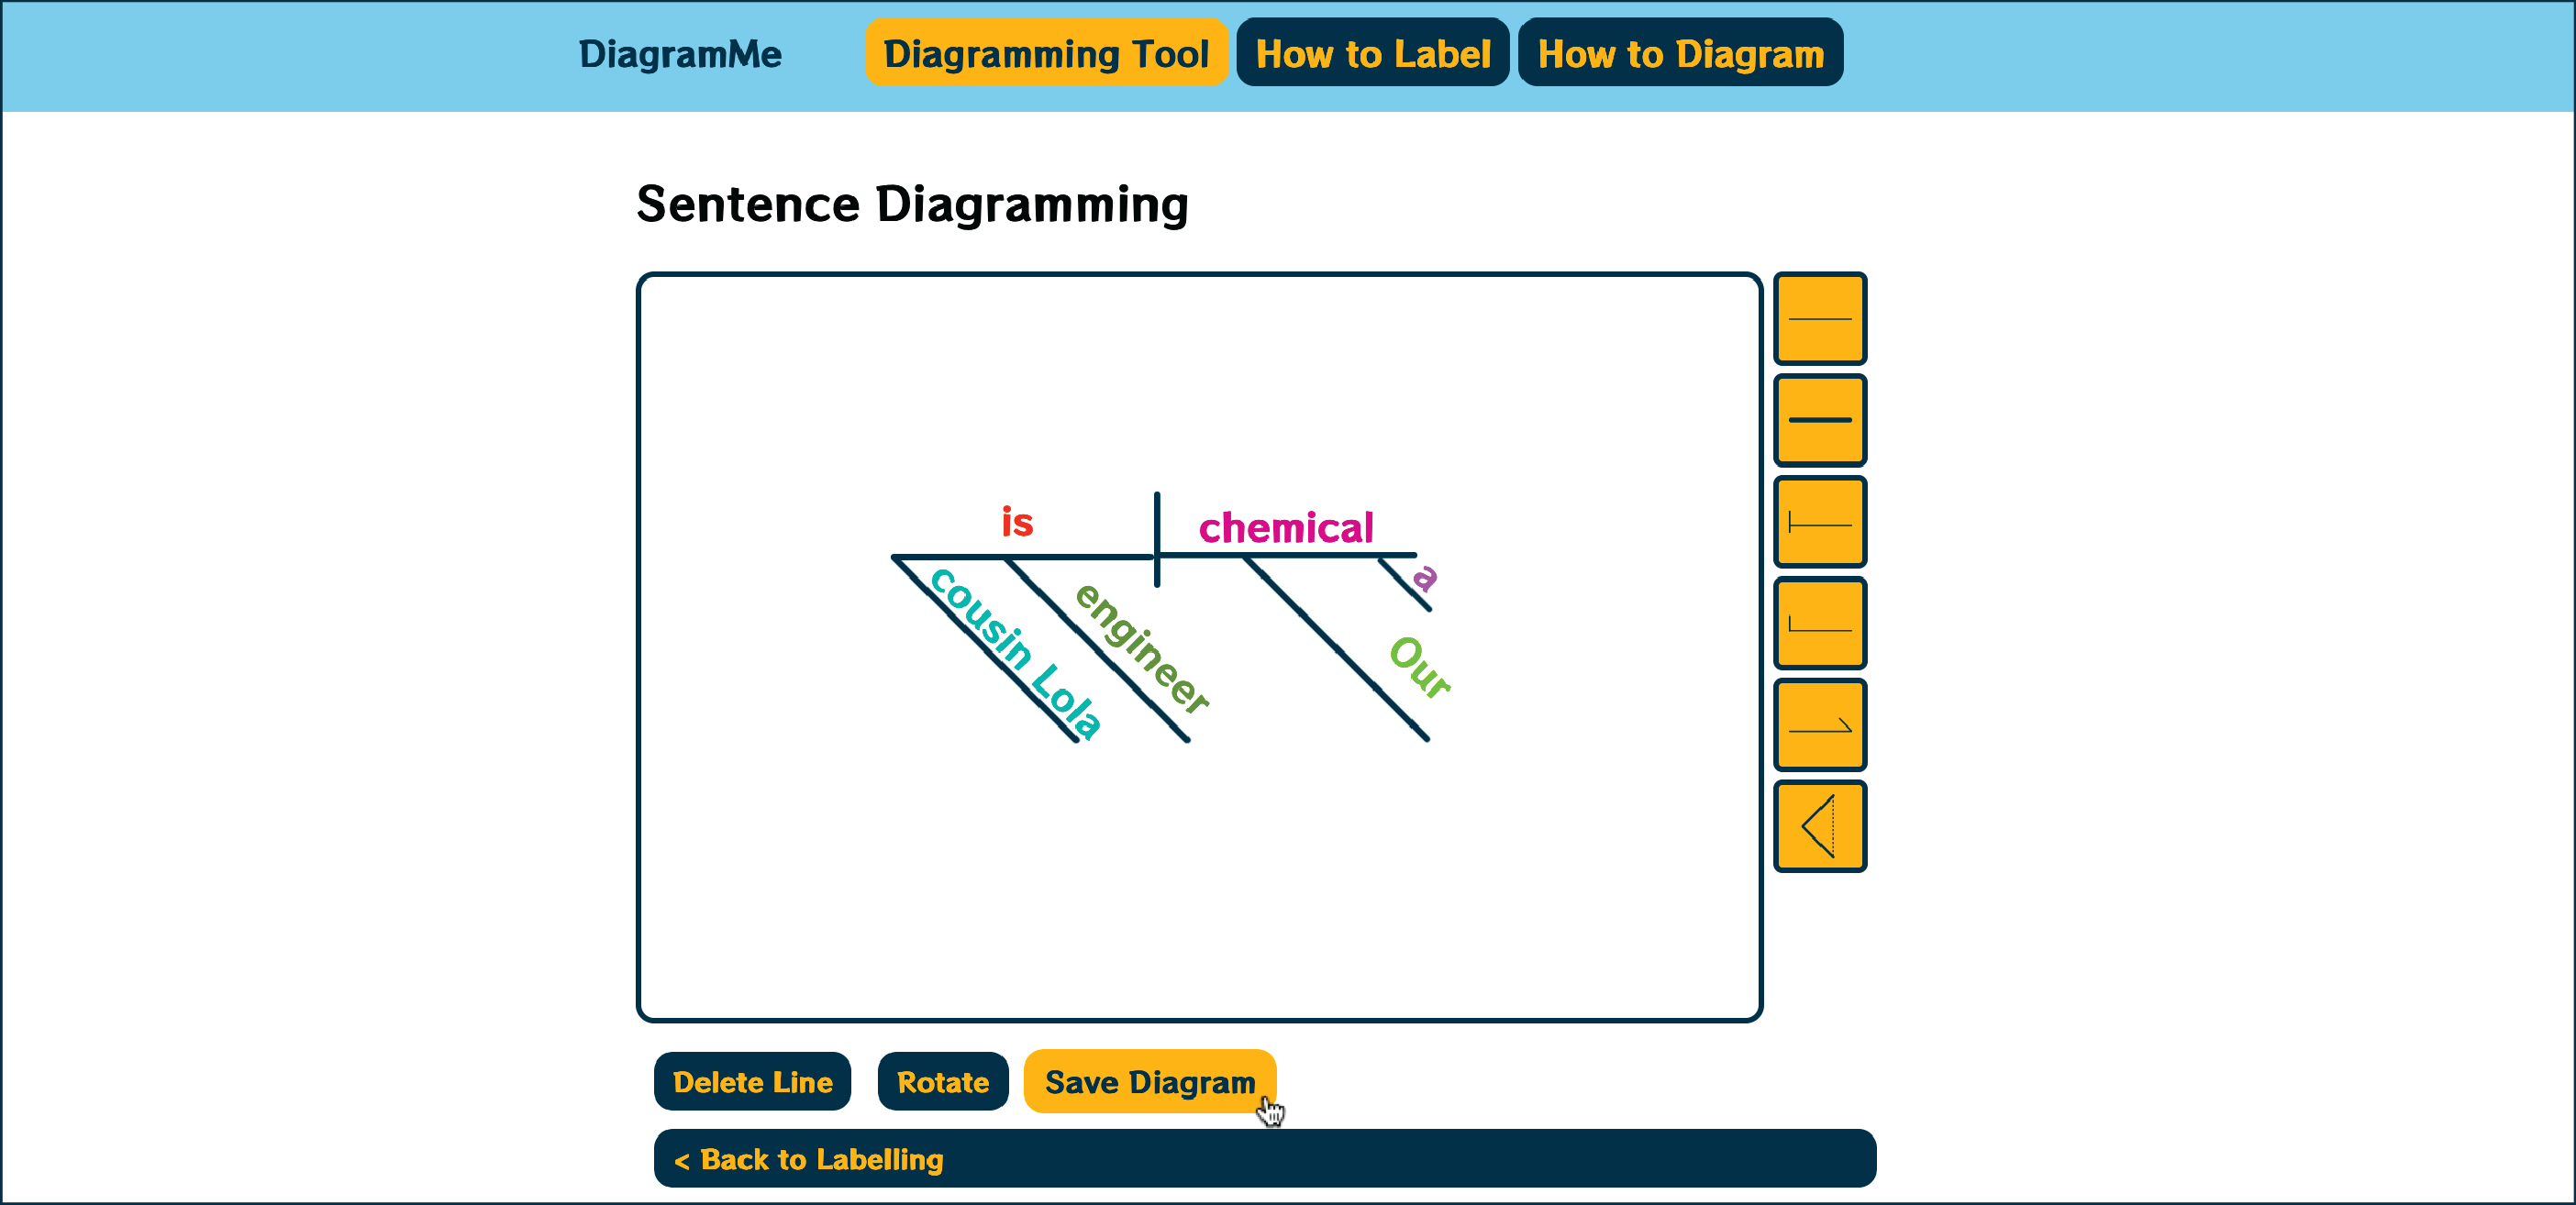 DiagramMe Diagramming Tool How to Label How to Diagram
Sentence Diagramming
is chemical
cousin Lola engineer Our a
Delete Line Rotate Save Diagram
< Back to Labelling